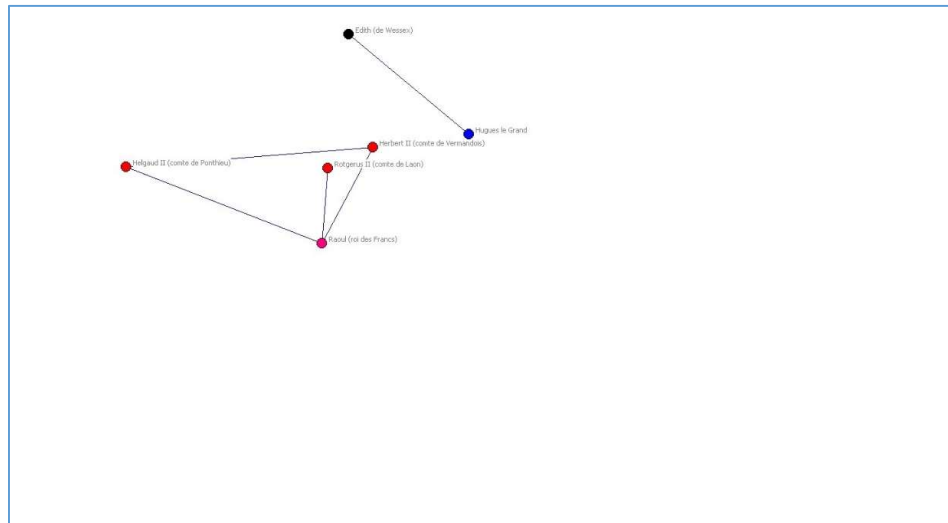 Edith (de Wessex)
Hugues le Grand
Herbert II (comte de Vermandois)
Helgaud II (comte de Ponthieu)
Rotgerus II (comte de Laon)
Raoul (roi des Francs)